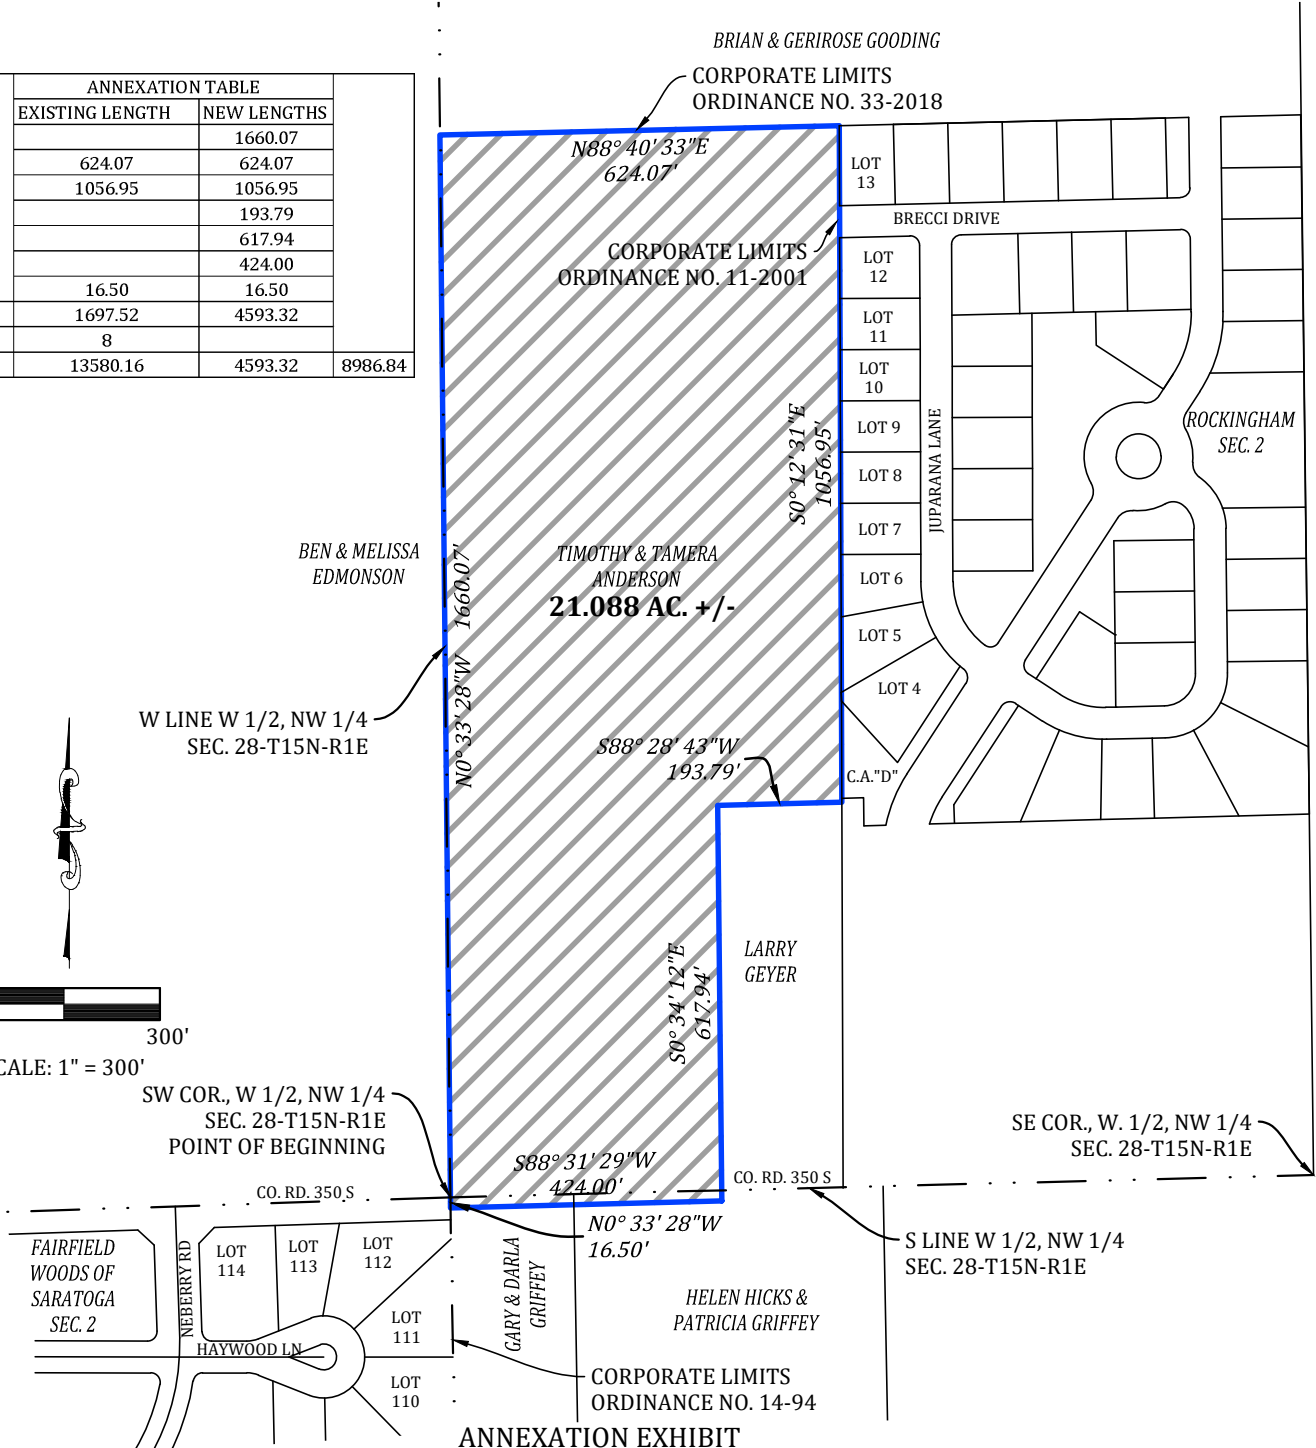 BRIAN & GERIROSE GOODING
CORPORATE LIMITS
ORDINANCE NO. 33-2018
ANNEXATION TABLE
EXISTING LENGTH NEW LENGTHS
1660.07
624.07 624.07
1056.95 1056.95
193.79
617.94
424.00
16.50 16.50
1697.52 4593.32
8
13580.16 4593.32 8986.84
N88° 40' 33"E
624.07'
CORPORATE LIMITS
ORDINANCE NO. 11-2001
LOT
13
BRECCI DRIVE
LOT
12
LOT
11
LOT
10
LOT 9
LOT 8
LOT 7
LOT 6
LOT 5
LOT 4
C.A."D"
JUPARANA LANE
ROCKINGHAM
SEC. 2
S0° 12' 31"E
1056.95'
BEN & MELISSA
EDMONSON
N0° 33' 28"W 1660.07'
TIMOTHY & TAMERA
ANDERSON
21.088 AC. +/-
W LINE W 1/2, NW 1/4
SEC. 28-T15N-R1E
S88° 28' 43"W
193.79'
LARRY
GEYER
S0° 34' 12"E
617.94'
300'
CALE: 1" = 300'
SW COR., W 1/2, NW 1/4
SEC. 28-T15N-R1E
POINT OF BEGINNING
SE COR., W. 1/2, NW 1/4
SEC. 28-T15N-R1E
S88° 31' 29"W
424.00'
CO. RD. 350 S
CO. RD. 350 S
N0° 33' 28"W
16.50'
S LINE W 1/2, NW 1/4
SEC. 28-T15N-R1E
FAIRFIELD
WOODS OF
SARATOGA
SEC. 2
NEBERRY RD
LOT
114
LOT
113
LOT
112
LOT
111
LOT
110
HAYWOOD LN
GARY & DARLA
GRIFFEY
HELEN HICKS &
PATRICIA GRIFFEY
CORPORATE LIMITS
ORDINANCE NO. 14-94
ANNEXATION EXHIBIT